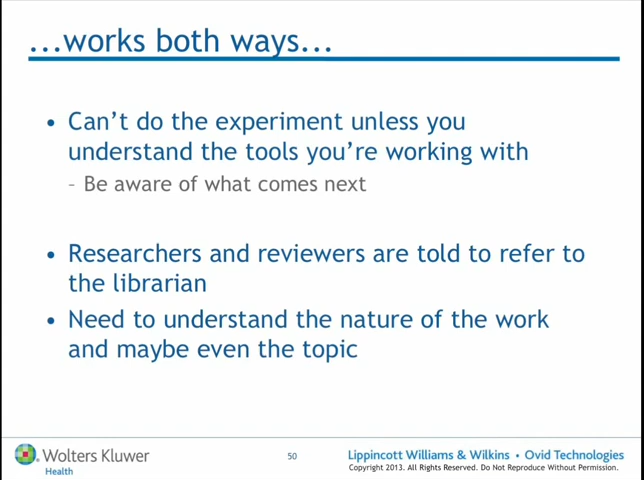 ...works both ways...
• Can't do the experiment unless you
understand the tools you're working with
- Be aware of what comes next
• Researchers and reviewers are told to refer to
the librarian
• Need to understand the nature of the work
and maybe even the topic
Wolters Kluwer
Health
50
Lippincott Williams & Wilkins • Ovid Technologies
Copyright 2013. All Rights Reserved. Do Not Reproduce Without Permission.